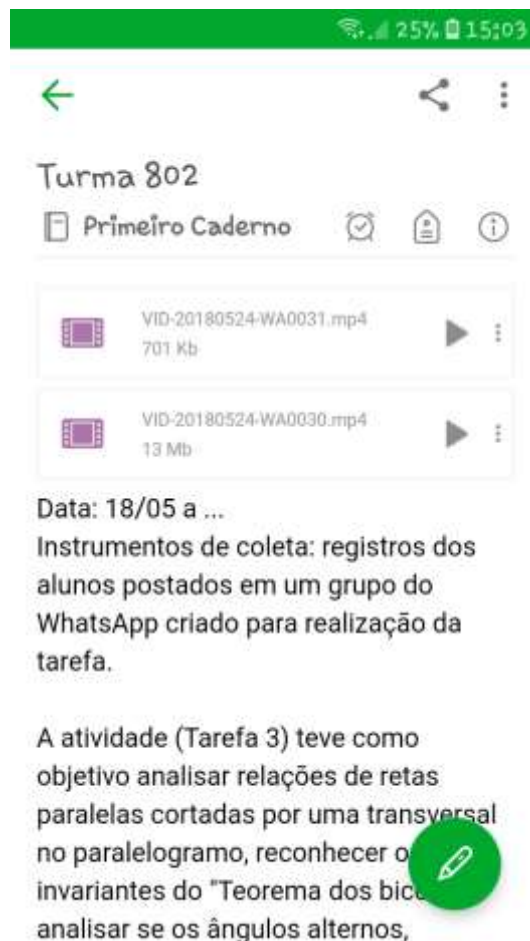 25% 15:03
Turma 802
Primeiro Caderno
VID-20180524-WA0031.mp4
701 Kb
VID-20180524-WA0030.mp4
13 Mb
Data: 18/05 a ...
Instrumentos de coleta: registros dos
alunos postados em um grupo do
WhatsApp criado para realização da
tarefa.
A atividade (Tarefa 3) teve como
objetivo analisar relações de retas
paralelas cortadas por uma transversal
no paralelogramo, reconhecer
invariantes do "Teorema dos
analisar se os ângulos alternos,